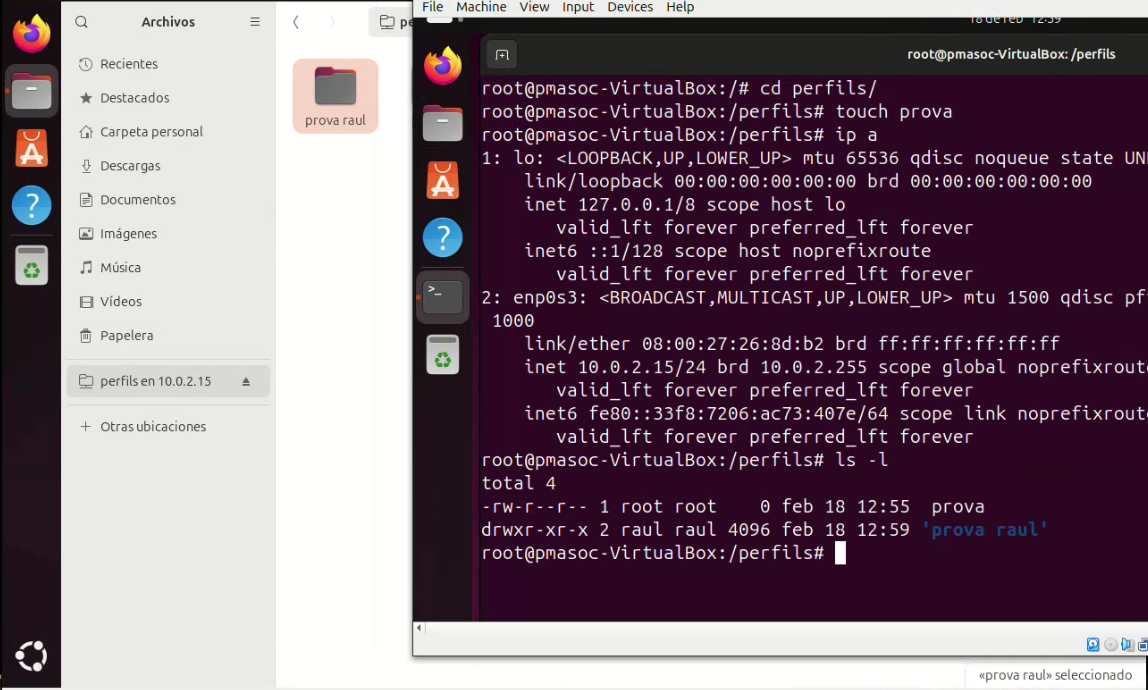 Archivos
Recientes
Destacados
Carpeta personal
Descargas
Documentos
Imágenes
Música
Vídeos
Papelera
perfils en 10.0.2.15
Otras ubicaciones
pe
prova raul
File Machine View Input Devices Help
18 de feb 12:59
root@pmasoc-VirtualBox: /perfils
root@pmasoc-VirtualBox:/# cd perfils/
root@pmasoc-VirtualBox:/perfils# touch prova
root@pmasoc-VirtualBox:/perfils# ip a
1: lo: <LOOPBACK,UP,LOWER_UP> mtu 65536 qdisc noqueue state UN
link/loopback 00:00:00:00:00:00 brd 00:00:00:00:00:00
inet 127.0.0.1/8 scope host lo
valid_lft forever preferred_lft forever
inet6 ::1/128 scope host noprefixroute
valid_lft forever preferred_lft forever
2: enp0s3: <BROADCAST,MULTICAST,UP,LOWER_UP> mtu 1500 qdisc pf
1000
link/ether 08:00:27:26:8d:b2 brd ff:ff:ff:ff:ff:ff
inet 10.0.2.15/24 brd 10.0.2.255 scope global noprefixroute
valid_lft forever preferred_lft forever
inet6 fe80::33f8:7206:ac73:407e/64 scope link noprefixroute
valid_lft forever preferred_lft forever
root@pmasoc-VirtualBox:/perfils# ls -l
total 4
-rw-r--r-- 1 root root    0 feb 18 12:55  prova
drwxr-xr-x 2 raul raul 4096 feb 18 12:59 'prova raul'
root@pmasoc-VirtualBox:/perfils#
«prova raul» seleccionado